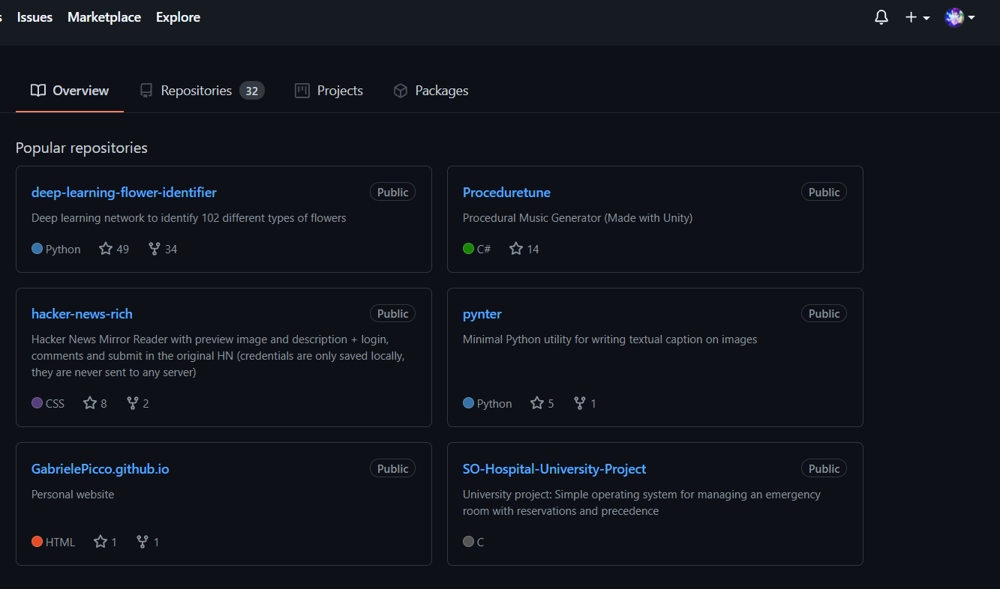 s Issues Marketplace Explore
Overview Repositories 32 Projects Packages
Popular repositories
deep-learning-flower-identifier Public
Deep learning network to identify 102 different types of flowers
Python 49 34
Proceduretune Public
Procedural Music Generator (Made with Unity)
C# 14
hacker-news-rich Public
Hacker News Mirror Reader with preview image and description + login,
comments and submit in the original HN (credentials are only saved locally,
they are never sent to any server)
CSS 8 2
pynter Public
Minimal Python utility for writing textual caption on images
Python 5 1
GabrielePicco.github.io Public
Personal website
HTML 1 1
SO-Hospital-University-Project Public
University project: Simple operating system for managing an emergency
room with reservations and precedence
C